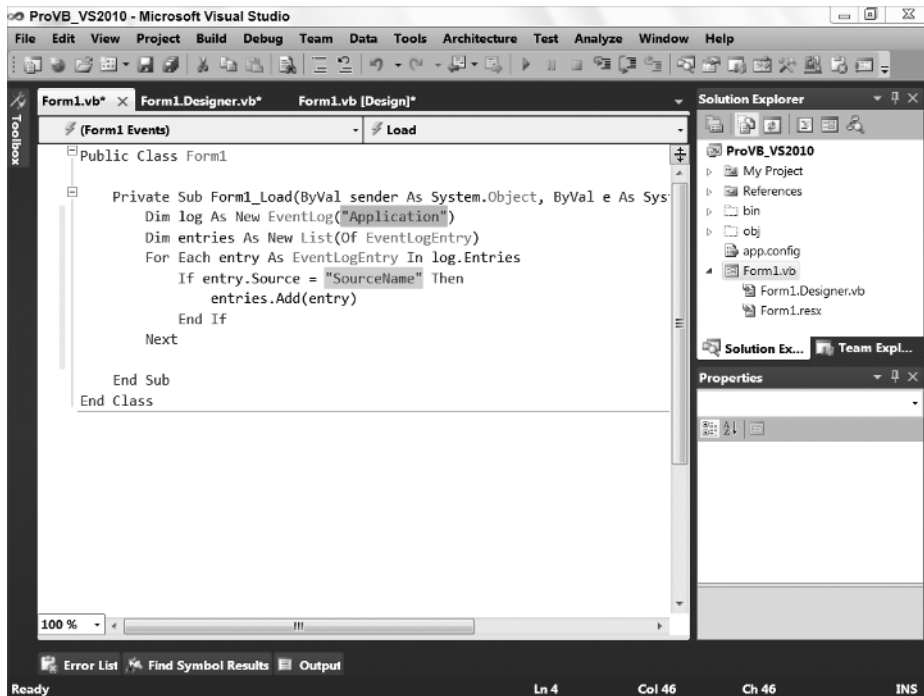 ProVB_VS2010 - Microsoft Visual Studio
File Edit View Project Build Debug Team Data Tools Architecture Test Analyze Window Help
Toolbox
Form1.vb* Form1.Designer.vb* Form1.vb [Design]*
(Form1 Events) Load
Public Class Form1
Private Sub Form1_Load(ByVal sender As System.Object, ByVal e As Sys
Dim log As New EventLog("Application")
Dim entries As New List(Of EventLogEntry)
For Each entry As EventLogEntry In log.Entries
If entry.Source = "SourceName" Then
entries.Add(entry)
End If
Next
End Sub
End Class
100 %
Solution Explorer
ProVB_VS2010
My Project
References
bin
obj
app.config
Form1.vb
Form1.Designer.vb
Form1.resx
Solution Ex... Team Expl...
Properties
Error List Find Symbol Results Output
Ready Ln 4 Col 46 Ch 46 INS